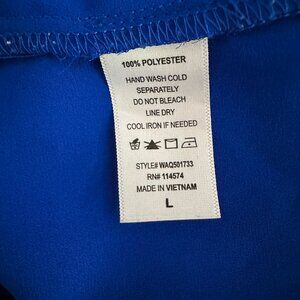 100% POLYESTER
HAND WASH COLD
SEPARATELY
DO NOT BLEACH
LINE DRY
COOL IRON IF NEEDED
STYLE# WAQ501733
RN# 114574
MADE IN VIETNAM
L